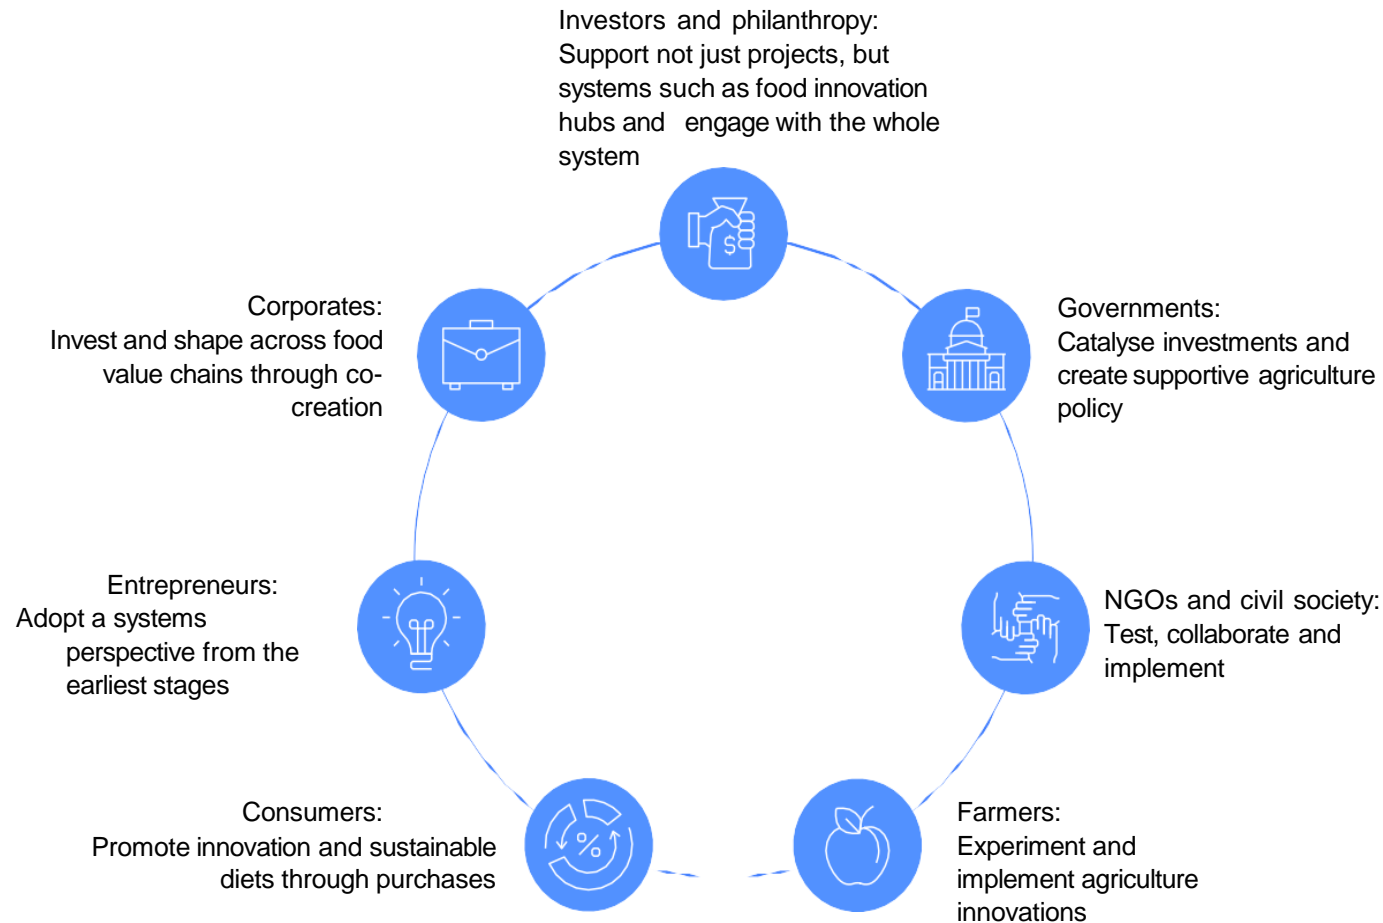 Investors and philanthropy:
Support not just projects, but
systems such as food innovation
hubs and engage with the whole
system
$
Corporates:
Invest and shape across food
value chains through co-
creation
Governments:
Catalyse investments and
create supportive agriculture
policy
Entrepreneurs:
Adopt a systems
perspective from the
earliest stages
NGOs and civil society:
Test, collaborate and
implement
Consumers:
Promote innovation and sustainable
diets through purchases
%
Farmers:
Experiment and
implement agriculture
innovations